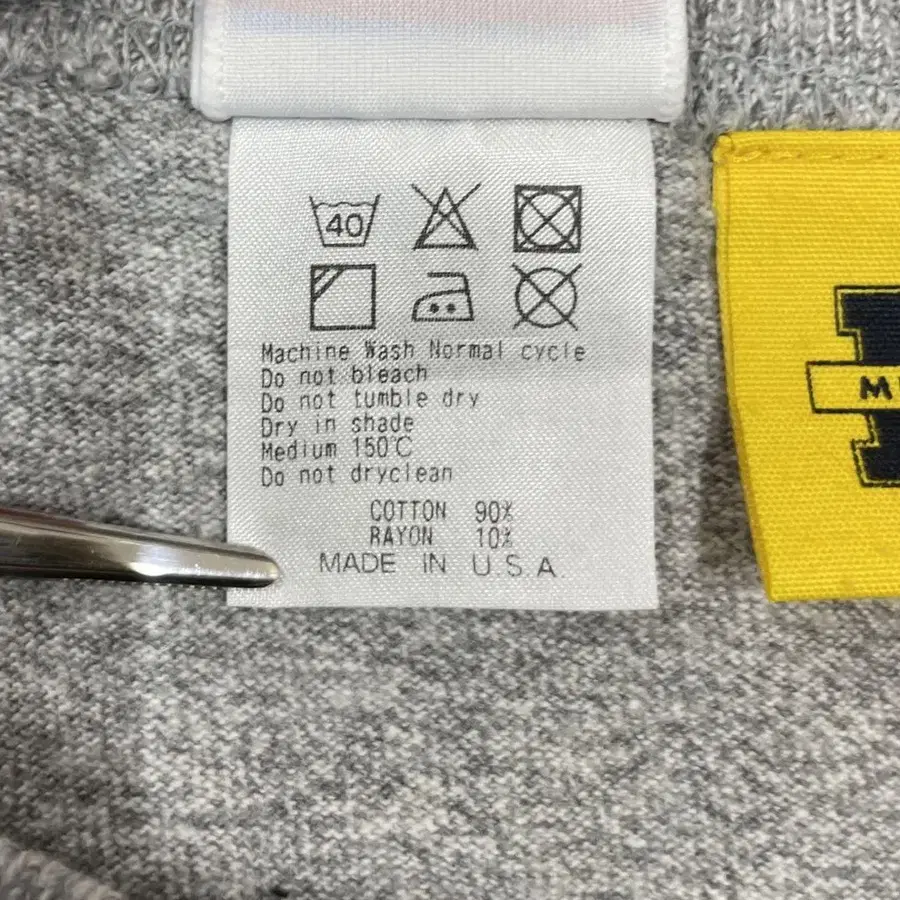 40
Machine Wash Normal cycle
Do not bleach
Do not tumble dry
Dry in shade
Medium 150℃
Do not dryclean
COTTON 90%
RAYON 10%
MADE IN U.S.A.